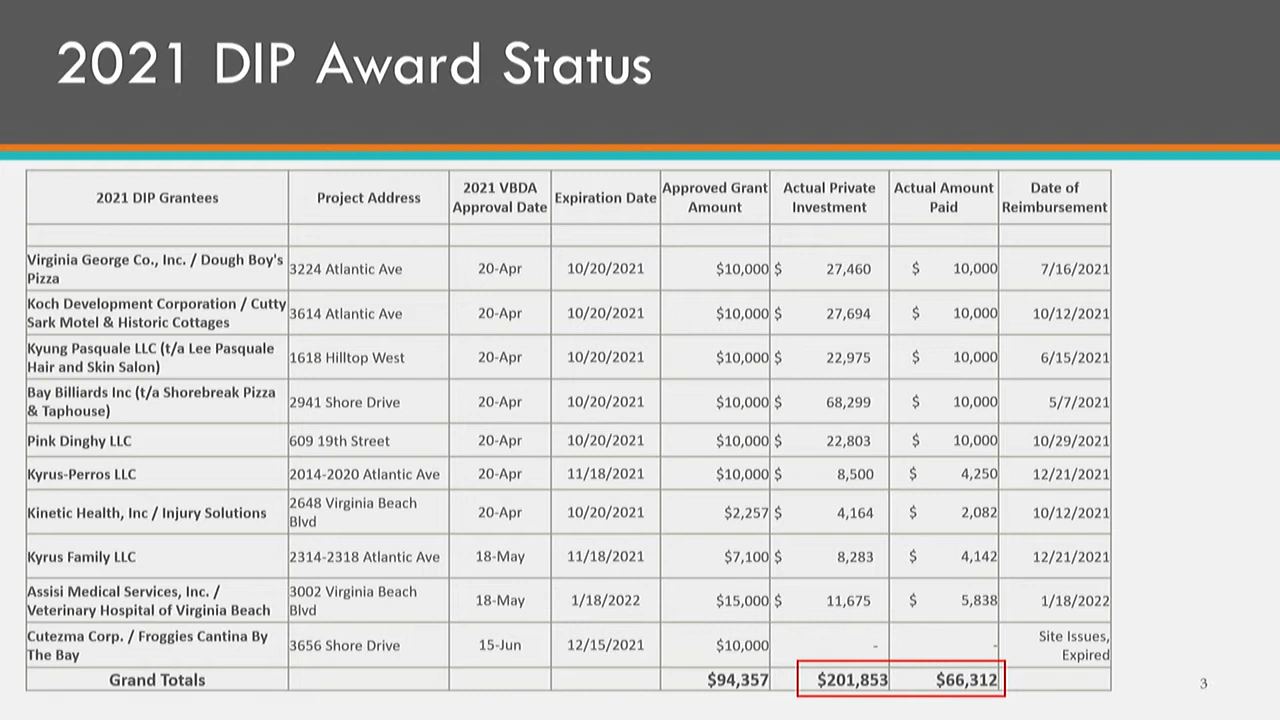 2021 DIP Award Status
2021 DIP Grantees Project Address 2021 VBDA Approval Date Expiration Date Approved Grant Amount Actual Private Investment Actual Amount Paid Date of Reimbursement
Virginia George Co., Inc. / Dough Boy's Pizza 3224 Atlantic Ave 20-Apr 10/20/2021 $10,000 $ 27,460 $ 10,000 7/16/2021
Koch Development Corporation / Cutty Sark Motel & Historic Cottages 3614 Atlantic Ave 20-Apr 10/20/2021 $10,000 $ 27,694 $ 10,000 10/12/2021
Kyung Pasquale LLC (t/a Lee Pasquale Hair and Skin Salon) 1618 Hilltop West 20-Apr 10/20/2021 $10,000 $ 22,975 $ 10,000 6/15/2021
Bay Billiards Inc (t/a Shorebreak Pizza & Taphouse) 2941 Shore Drive 20-Apr 10/20/2021 $10,000 $ 68,299 $ 10,000 5/7/2021
Pink Dinghy LLC 609 19th Street 20-Apr 10/20/2021 $10,000 $ 22,803 $ 10,000 10/29/2021
Kyrus-Perros LLC 2014-2020 Atlantic Ave 20-Apr 11/18/2021 $10,000 $ 8,500 $ 4,250 12/21/2021
Kinetic Health, Inc / Injury Solutions 2648 Virginia Beach Blvd 20-Apr 10/20/2021 $2,257 $ 4,164 $ 2,082 10/12/2021
Kyrus Family LLC 2314-2318 Atlantic Ave 18-May 11/18/2021 $7,100 $ 8,283 $ 4,142 12/21/2021
Assisi Medical Services, Inc. / Veterinary Hospital of Virginia Beach 3002 Virginia Beach Blvd 18-May 1/18/2022 $15,000 $ 11,675 $ 5,838 1/18/2022
Cutezma Corp. / Froggies Cantina By The Bay 3656 Shore Drive 15-Jun 12/15/2021 $10,000 - - Site Issues, Expired
Grand Totals $94,357 $201,853 $66,312
3